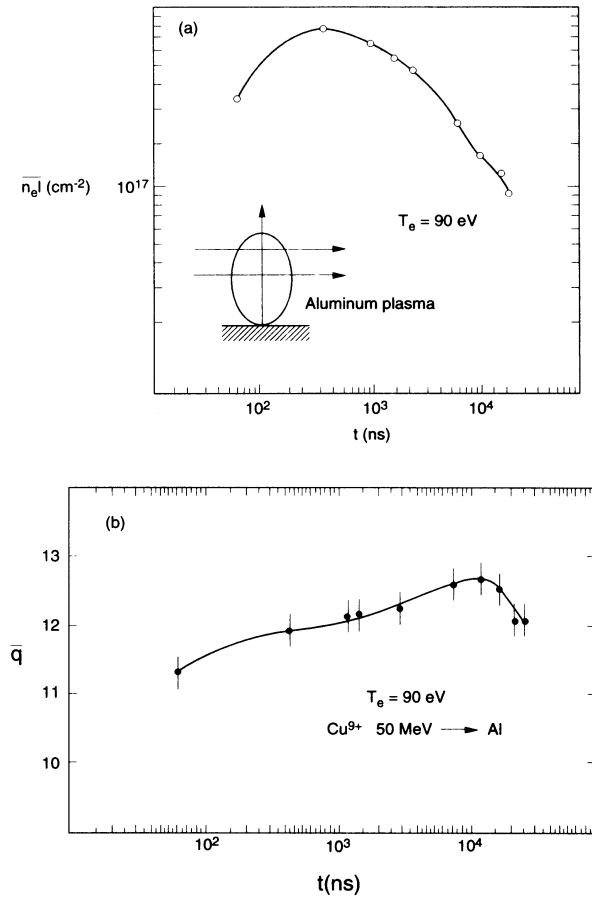 (a)
n̅e̅l̅ (cm⁻²)
10¹⁷
Tₑ = 90 eV
Aluminum plasma
10² 10³ 10⁴
t (ns)
(b)
13
12
q̅
11
10
Tₑ = 90 eV
Cu⁹⁺ 50 MeV → Al
10² 10³ 10⁴
t(ns)